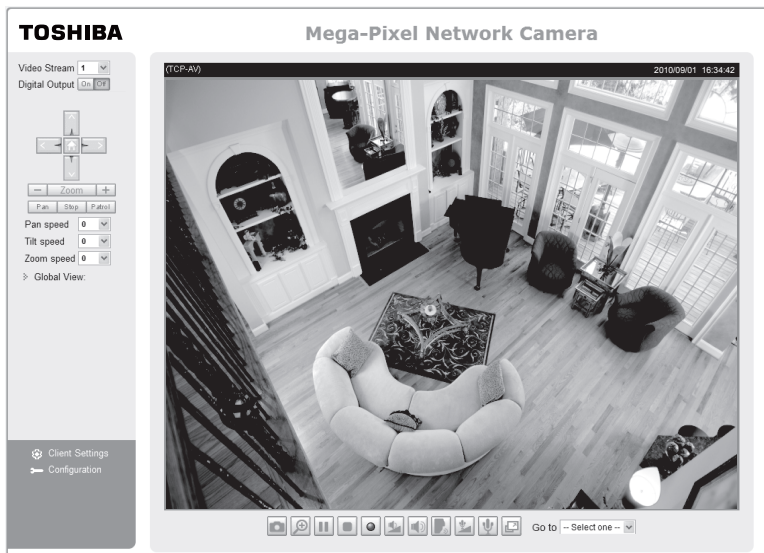 TOSHIBA
Mega-Pixel Network Camera
Video Stream 1
Digital Output On Off
(TCP-AV) 2010/09/01 16:34:42
Zoom
Pan Stop Patrol
Pan speed 0
Tilt speed 0
Zoom speed 0
Global View:
Client Settings
Configuration
Go to -- Select one --